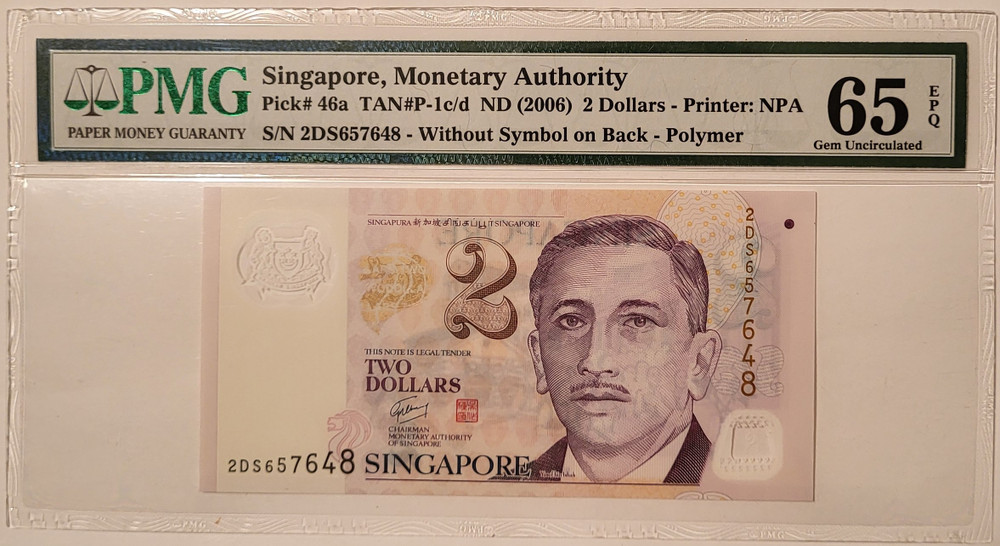 PMG
PAPER MONEY GUARANTY
Singapore, Monetary Authority
Pick# 46a TAN#P-1c/d ND (2006) 2 Dollars - Printer: NPA
S/N 2DS657648 - Without Symbol on Back - Polymer
65
EPQ
Gem Uncirculated
SINGAPURA 新加坡 சிங்கப்பூர் SINGAPORE
2
2DS657648
THIS NOTE IS LEGAL TENDER
TWO
DOLLARS
CHAIRMAN
MONETARY AUTHORITY
OF SINGAPORE
2DS657648 SINGAPORE
PMG